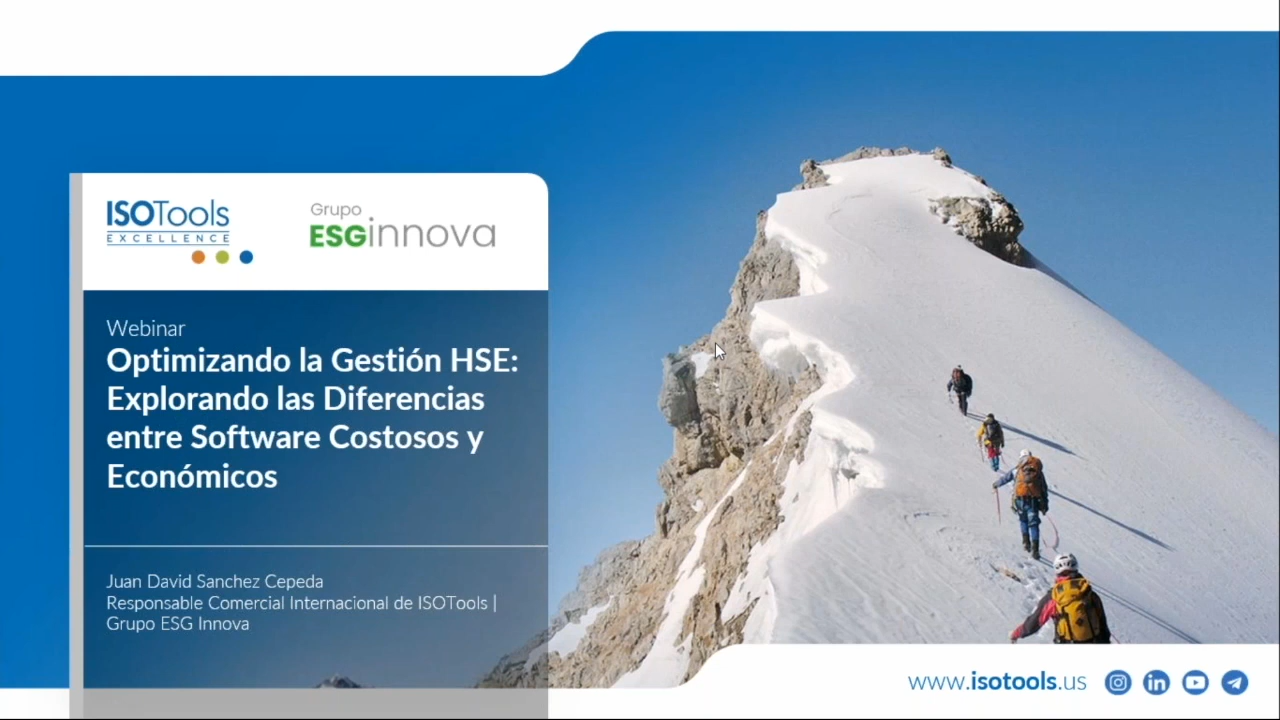 ISOTools
EXCELLENCE
Grupo
ESGinnova
Webinar
Optimizando la Gestión HSE:
Explorando las Diferencias
entre Software Costosos y
Económicos
Juan David Sanchez Cepeda
Responsable Comercial Internacional de ISOTools |
Grupo ESG Innova
www.isotools.us